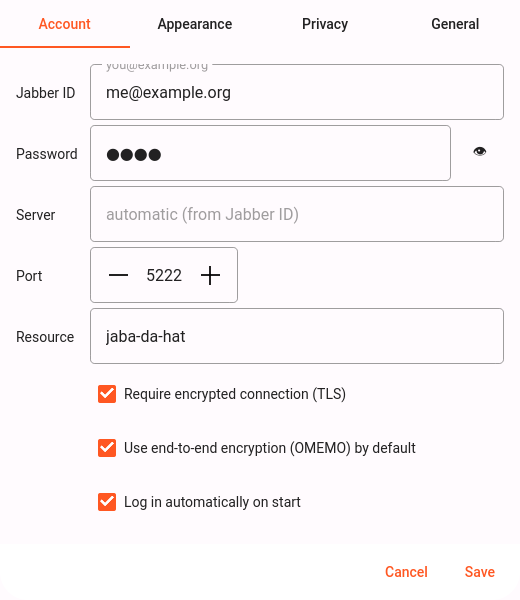 Account Appearance Privacy General
you@example.org
Jabber ID me@example.org
Password ●●●●
Server automatic (from Jabber ID)
Port — 5222 +
Resource jaba-da-hat
Require encrypted connection (TLS)
Use end-to-end encryption (OMEMO) by default
Log in automatically on start
Cancel Save